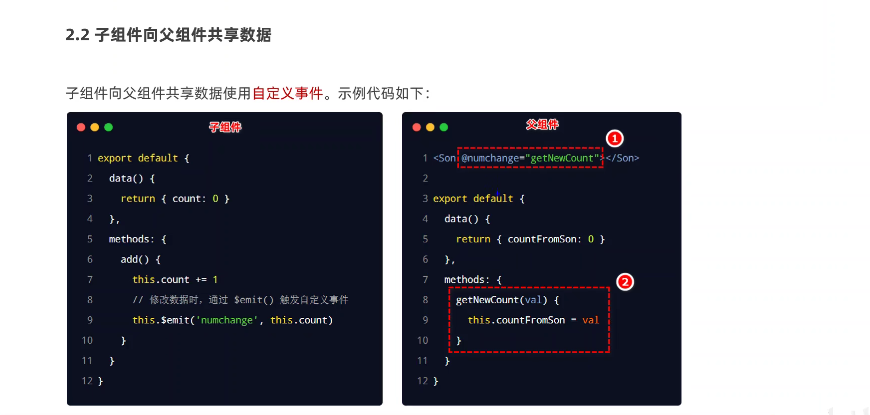 2.2 子组件向父组件共享数据
子组件向父组件共享数据使用自定义事件。示例代码如下：
子组件
1 export default {
2 data() {
3 return { count: 0 }
4 },
5 methods: {
6 add() {
7 this.count += 1
8 // 修改数据时，通过 $emit() 触发自定义事件
9 this.$emit('numchange', this.count)
10 }
11 }
12 }
父组件
1
1 <Son @numchange="getNewCount"></Son>
2
3 export default {
4 data() {
5 return { countFromSon: 0 }
6 },
7 methods: {
2
8 getNewCount(val) {
9 this.countFromSon = val
10 }
11 }
12 }